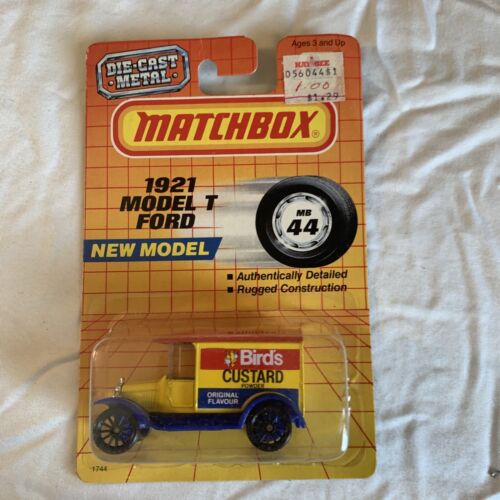 DIE-CAST
METAL
Ages 3 and Up
KAY·BEE
05604481
1.00
$1.29
MATCHBOX®
1921
MODEL T
FORD
NEW MODEL
MB
44
■ Authentically Detailed
■ Rugged Construction
Bird's
CUSTARD
POWDER
ORIGINAL
FLAVOUR
1744